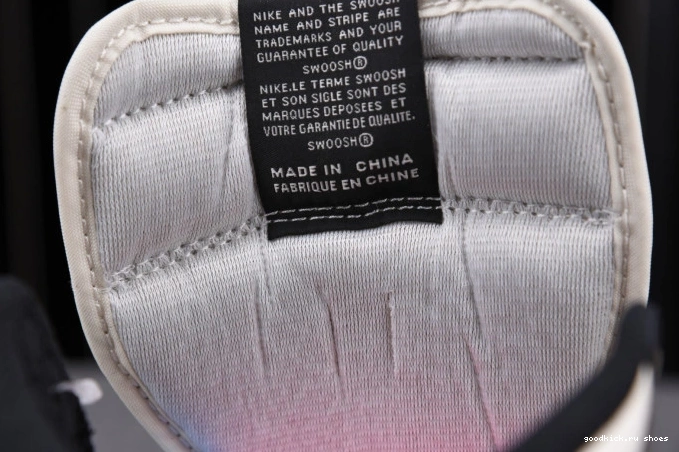 NIKE AND THE SWOOSH
NAME AND STRIPE ARE
TRADEMARKS AND YOUR
GUARANTEE OF QUALITY
SWOOSH®
NIKE.LE TERME SWOOSH
ET SON SIGLE SONT DES
MARQUES DEPOSEES ET
VOTRE GARANTIE DE QUALITE.
SWOOSH®
MADE IN CHINA
FABRIQUE EN CHINE
goodkick.ru shoes